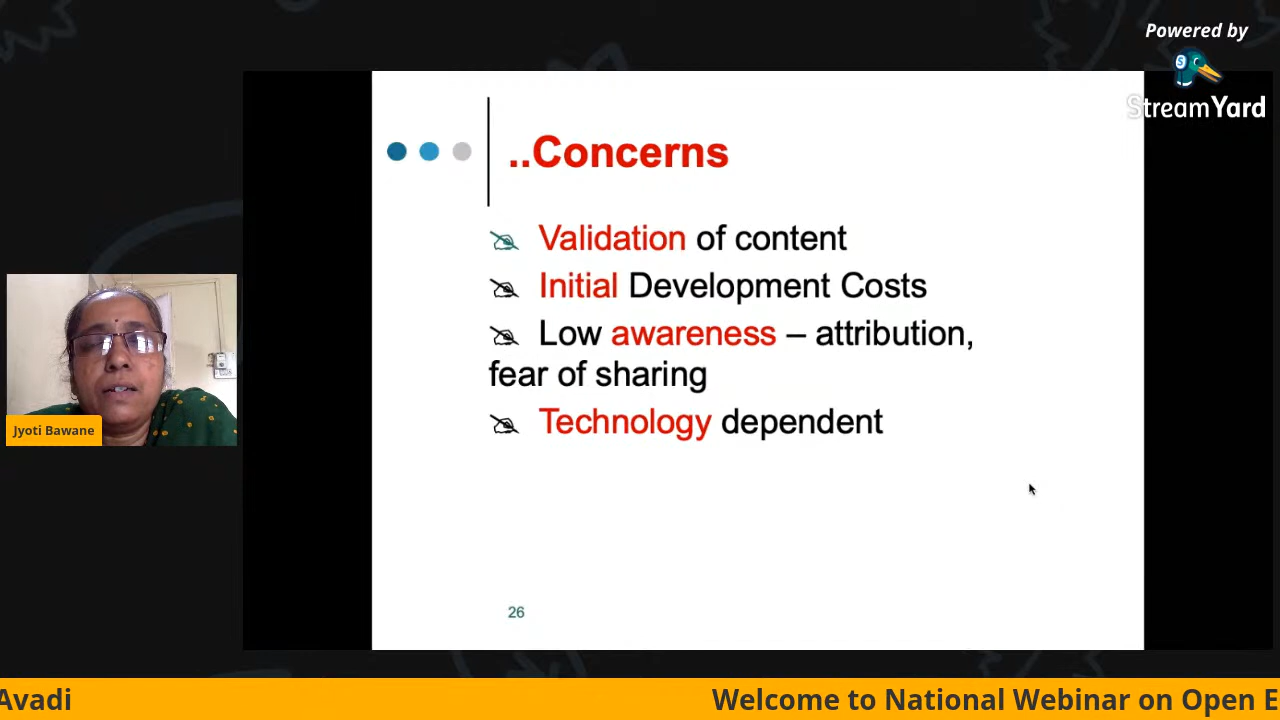 Powered by
StreamYard
..Concerns
Validation of content
Initial Development Costs
Low awareness – attribution,
fear of sharing
Technology dependent
26
Jyoti Bawane
Avadi
Welcome to National Webinar on Open E